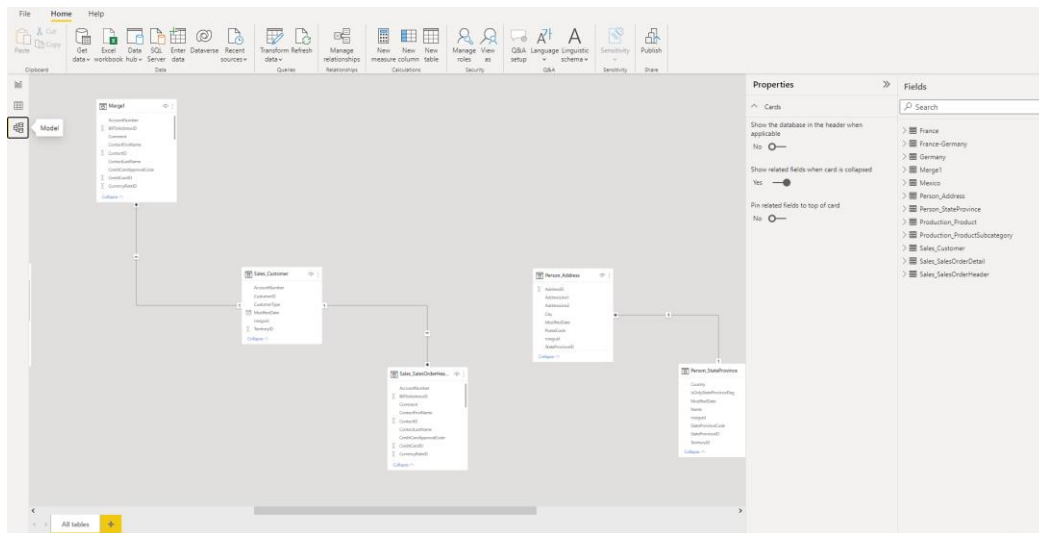 File Home Help
Cut
Copy
Paste
Get data
Excel workbook
Data hub
SQL Server
Enter data
Dataverse
Recent sources
Transform data
Refresh
Manage relationships
New measure
New column
New table
Manage roles
View as
Q&A setup
Language
Linguistic schema
Sensitivity
Publish
Clipboard
Data
Queries
Relationships
Calculations
Security
Q&A
Sensitivity
Share
Model
Merge1
AccountNumber
BillToAddressID
Comment
ContactFirstName
ContactID
ContactLastName
CreditCardApprovalCode
CreditCardID
CurrencyRateID
Collapse
Sales_Customer
AccountNumber
CustomerID
CustomerType
ModifiedDate
rowguid
TerritoryID
Collapse
Sales_SalesOrderHea...
AccountNumber
BillToAddressID
Comment
ContactFirstName
ContactID
ContactLastName
CreditCardApprovalCode
CreditCardID
CurrencyRateID
Collapse
Person_Address
AddressID
AddressLine1
AddressLine2
City
ModifiedDate
PostalCode
rowguid
StateProvinceID
Collapse
Person_StateProvince
Country
IsOnlyStateProvinceFlag
ModifiedDate
Name
rowguid
StateProvinceCode
StateProvinceID
TerritoryID
Collapse
Properties
Cards
Show the database in the header when
applicable
No
Show related fields when card is collapsed
Yes
Pin related fields to top of card
No
Fields
Search
France
France-Germany
Germany
Merge1
Mexico
Person_Address
Person_StateProvince
Production_Product
Production_ProductSubcategory
Sales_Customer
Sales_SalesOrderDetail
Sales_SalesOrderHeader
All tables